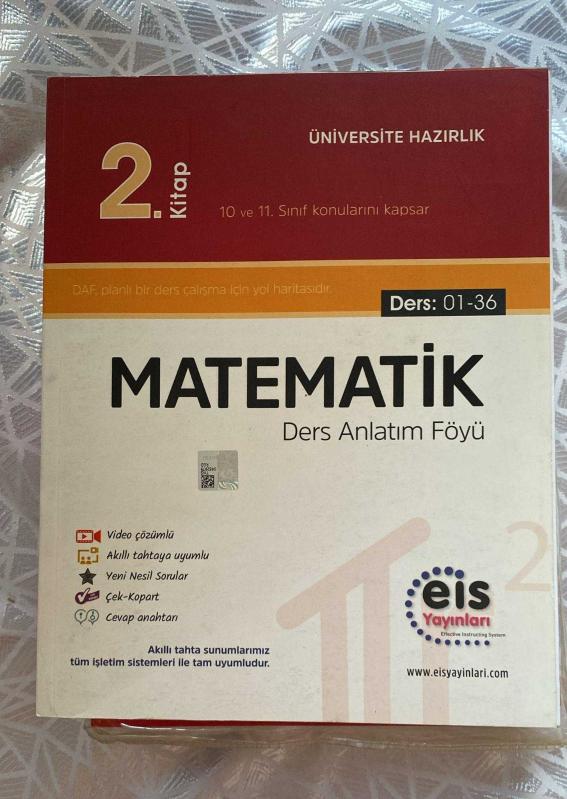 ÜNİVERSİTE HAZIRLIK
2. Kitap
10 ve 11. Sınıf konularını kapsar
DAF, planlı bir ders çalışma için yol haritasıdır.
Ders: 01-36
MATEMATİK
Ders Anlatım Föyü
Video çözümlü
Akıllı tahtaya uyumlu
Yeni Nesil Sorular
Çek-Kopart
Cevap anahtarı
Akıllı tahta sunumlarımız
tüm işletim sistemleri ile tam uyumludur.
2
eis
Yayınları
Effective Instructing System
www.eisyayinlari.com